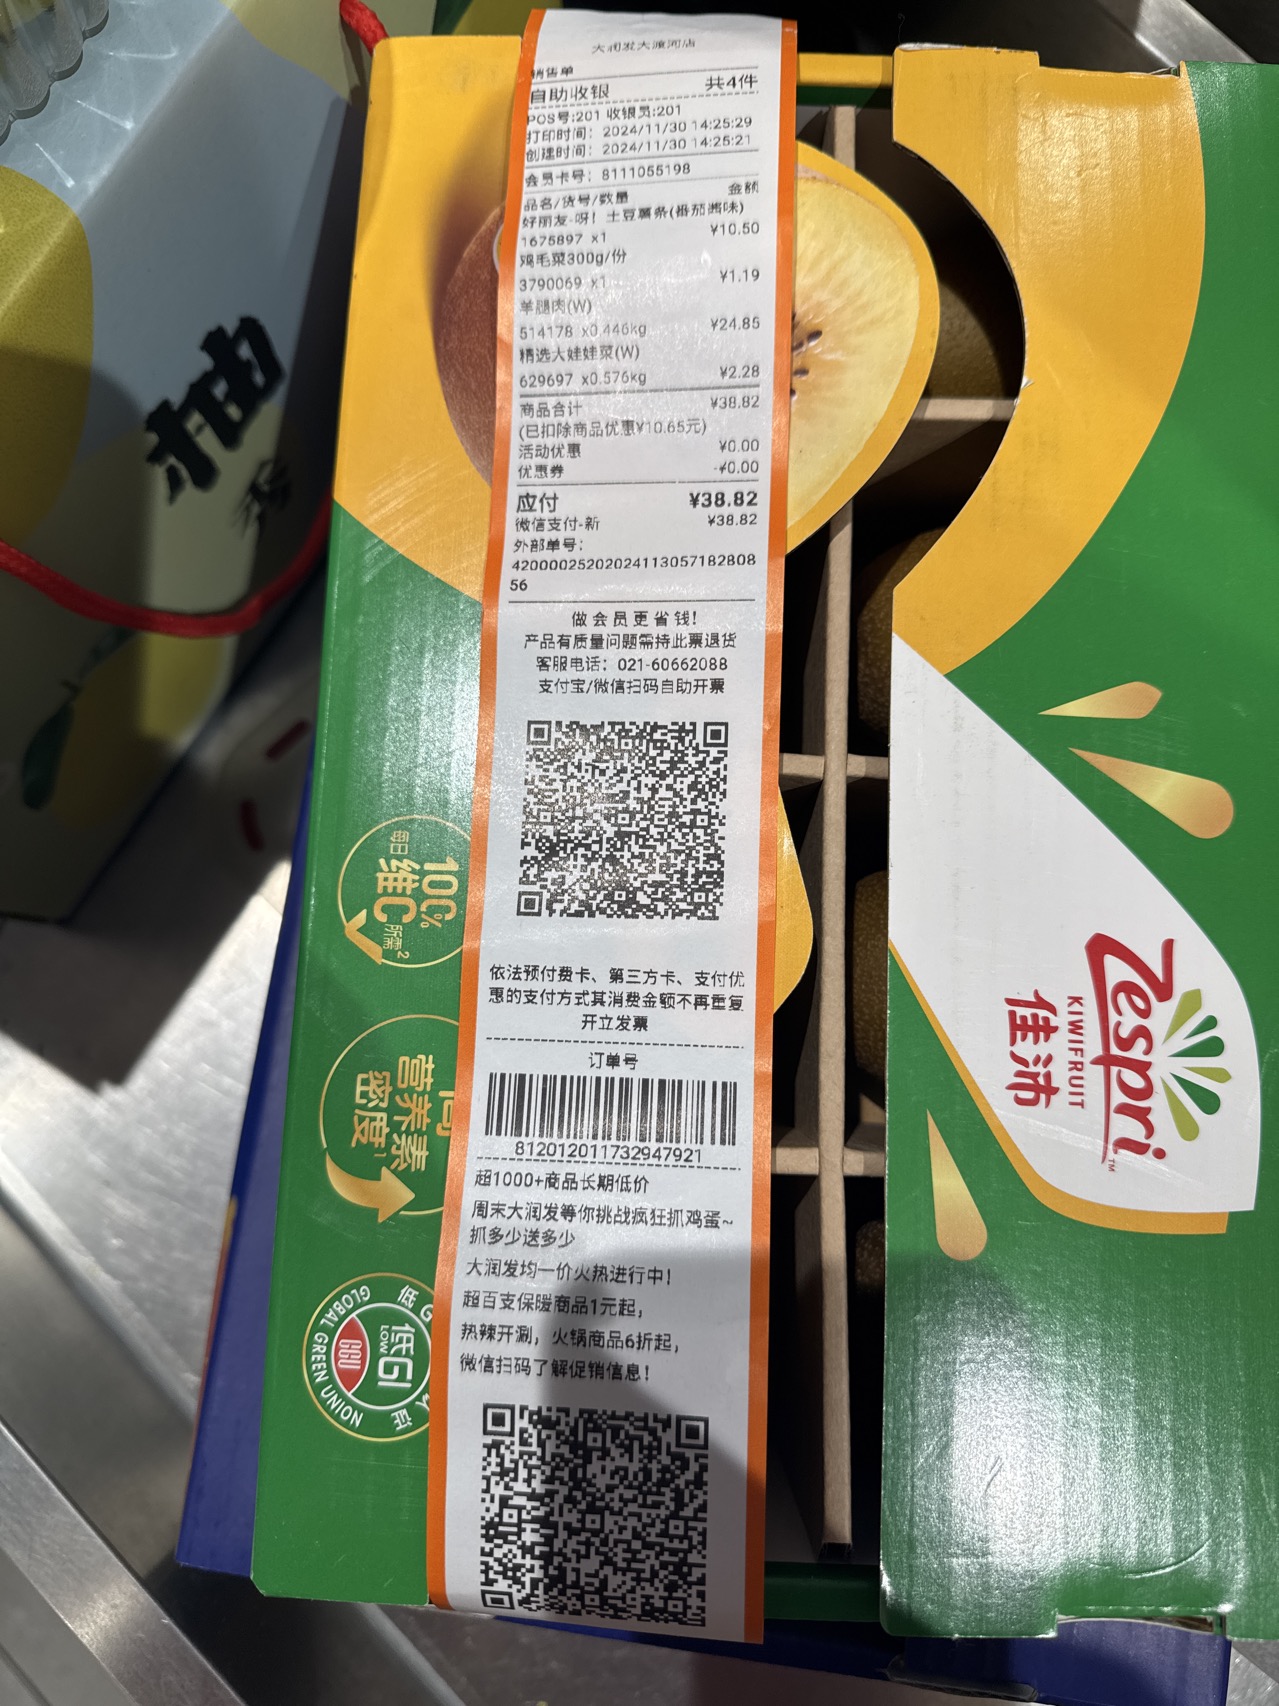 大润发大渡河店
销售单
自助收银 共4件
POS号:201 收银员:201
打印时间: 2024/11/30 14:25:29
创建时间: 2024/11/30 14:25:21
会员卡号: 8111055198
品名/货号/数量 金额
好丽友-呀!土豆薯条(番茄酱味)
1675897 x1 ¥10.50
鸡毛菜300g/份
3790069 x1 ¥1.19
羊腿肉(W)
514178 x0.446kg ¥24.85
精选大娃娃菜(W)
629697 x0.576kg ¥2.28
商品合计 ¥38.82
(已扣除商品优惠¥10.65元)
活动优惠 ¥0.00
优惠券 -¥0.00
应付 ¥38.82
微信支付-新 ¥38.82
外部单号:
42000025202024113057182808
56
做会员更省钱!
产品有质量问题需持此票退货
客服电话: 021-60662088
支付宝/微信扫码自助开票
依法预付费卡、第三方卡、支付优
惠的支付方式其消费金额不再重复
开立发票
订单号
812012011732947921
超1000+商品长期低价
周末大润发等你挑战疯狂抓鸡蛋~
抓多少送多少
大润发均一价火热进行中!
超百支保暖商品1元起,
热辣开涮, 火锅商品6折起,
微信扫码了解促销信息!
每日
100%
维C
所需2
营养素
密度1
低GI
LOW
GGU
GLOBAL GREEN UNION
Zespri™
KIWIFRUIT
佳沛
柚